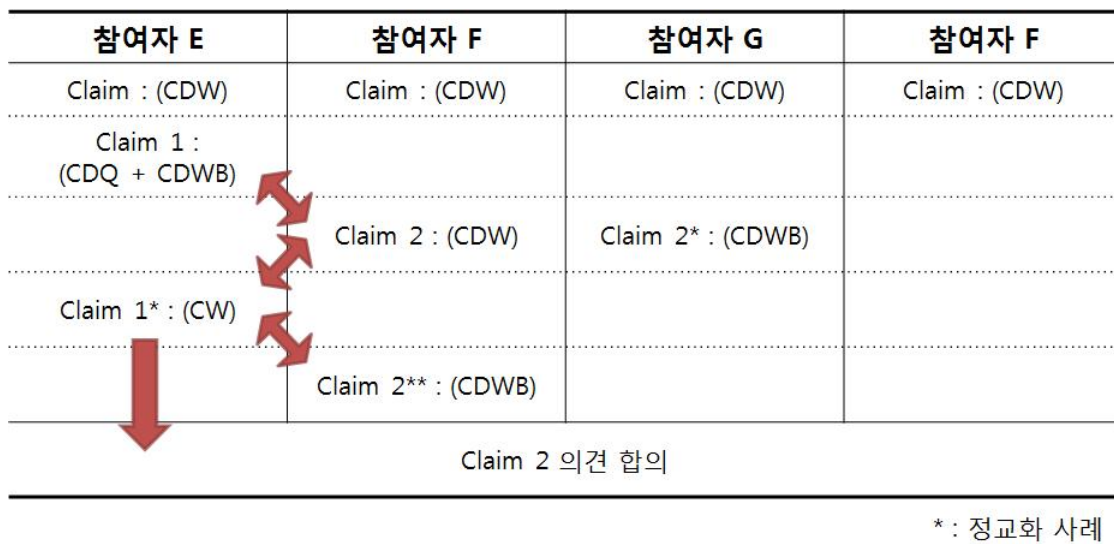 참여자 E 참여자 F 참여자 G 참여자 F
Claim : (CDW) Claim : (CDW) Claim : (CDW) Claim : (CDW)
Claim 1 :
(CDQ + CDWB)
Claim 2 : (CDW) Claim 2* : (CDWB)
Claim 1* : (CW)
Claim 2** : (CDWB)
Claim 2 의견 합의
* : 정교화 사례